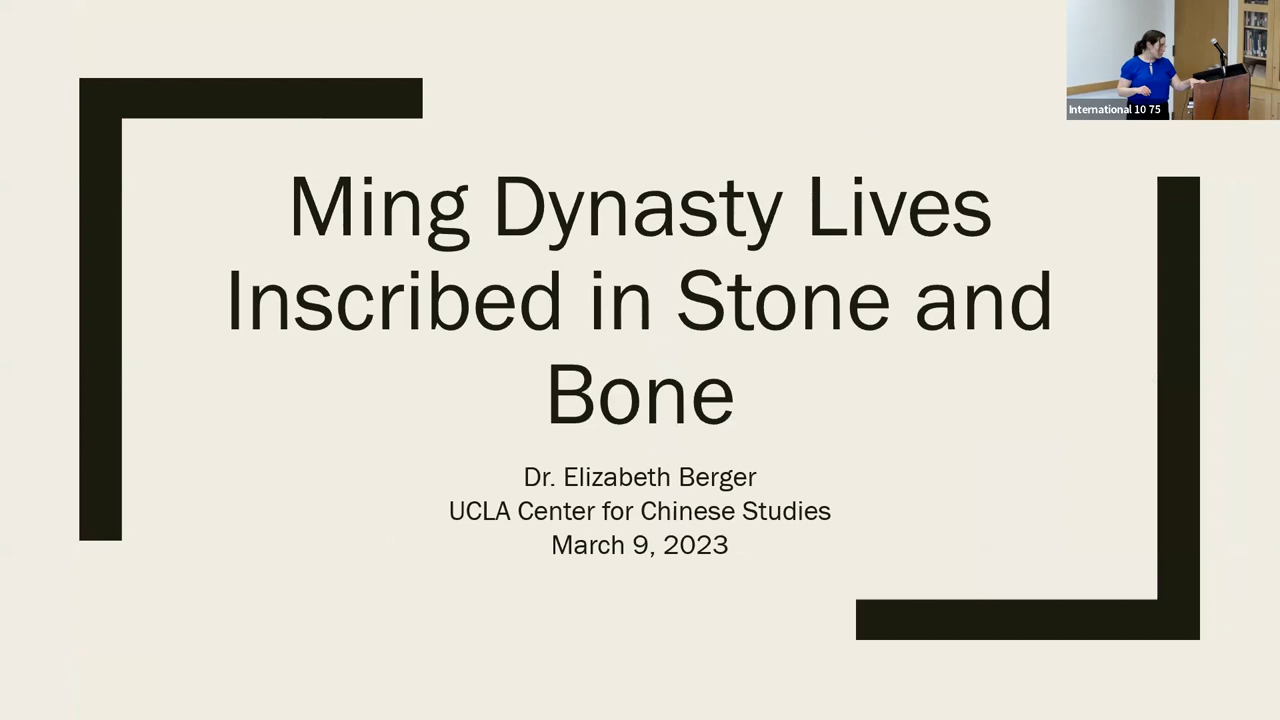 International 10 75
Ming Dynasty Lives
Inscribed in Stone and
Bone
Dr. Elizabeth Berger
UCLA Center for Chinese Studies
March 9, 2023